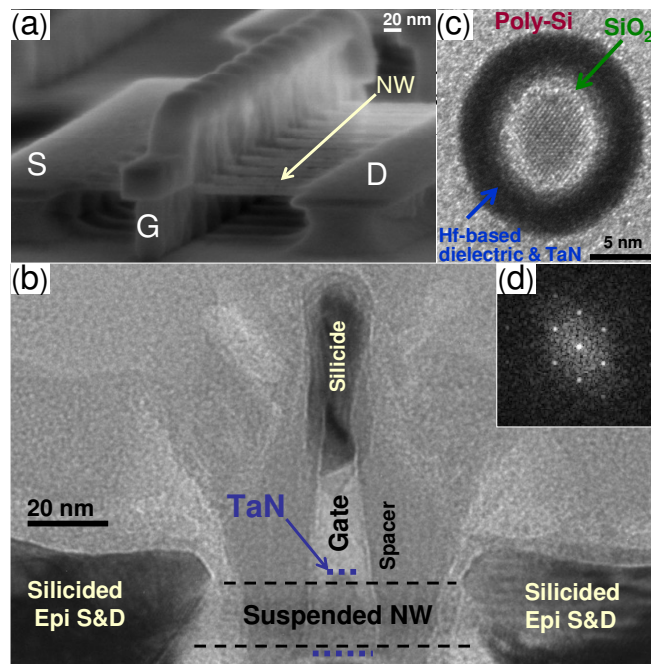 (a)
20 nm
NW
S
D
G
(c)
Poly-Si
SiO2
Hf-based
dielectric & TaN
5 nm
(b)
Silicide
20 nm
TaN
Gate
Spacer
Silicided
Epi S&D
Suspended NW
Silicided
Epi S&D
(d)